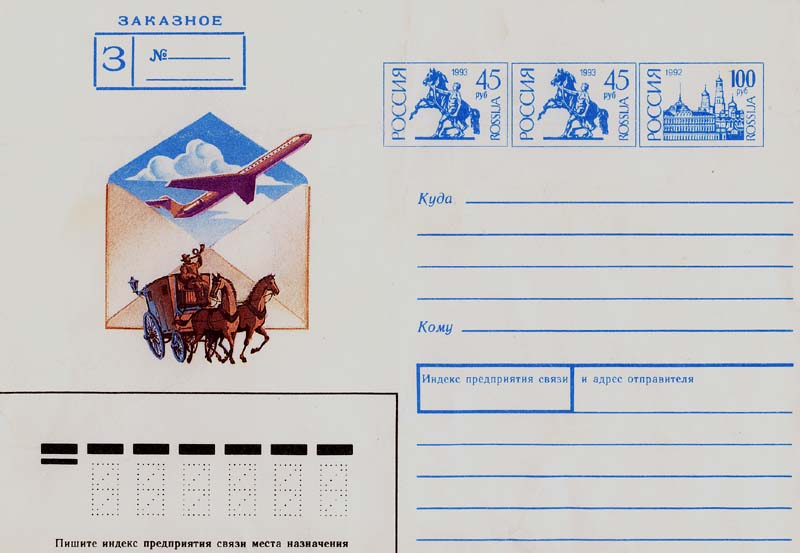 ЗАКАЗНОЕ
З №
РОССИЯ 1993 45 руб ROSSIJA
РОССИЯ 1993 45 руб ROSSIJA
РОССИЯ 1992 100 руб ROSSIJA
Куда
Кому
Индекс предприятия связи и адрес отправителя
Пишите индекс предприятия связи места назначения